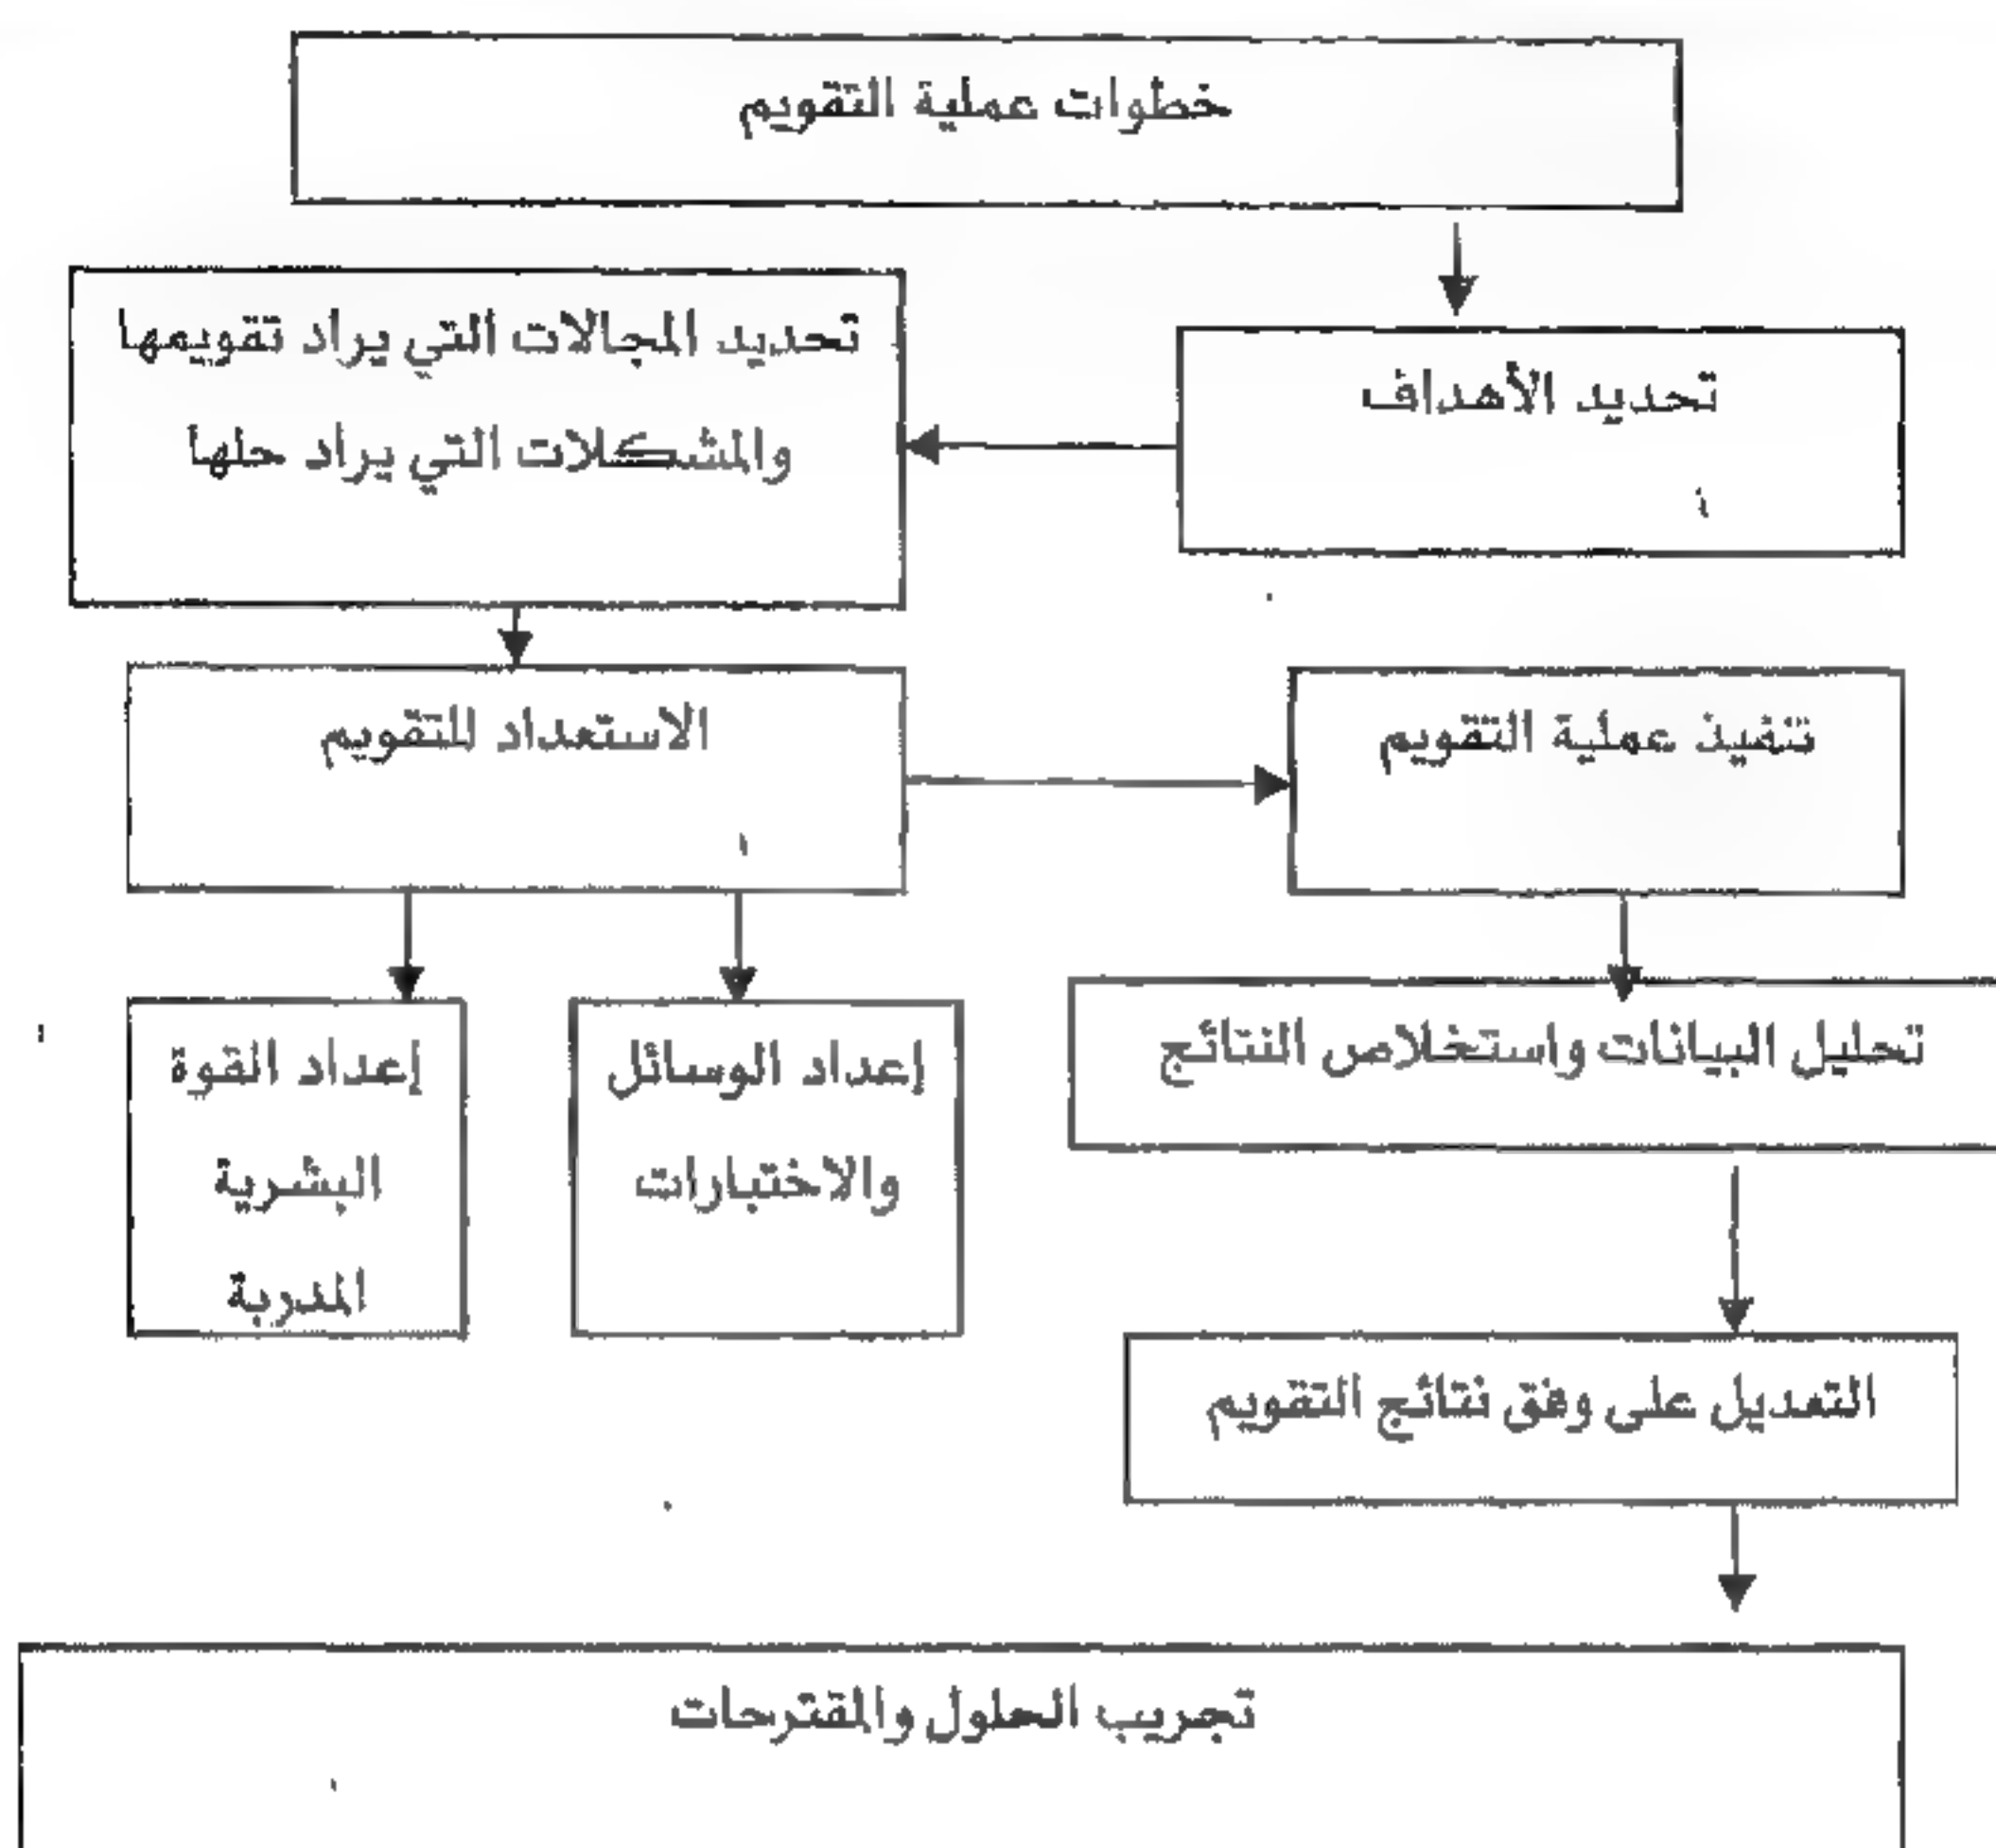 خطوات عملية التقويم
تحديد الأهداف
تحديد المجالات التي يراد تقويمها
والمشكلات التي يراد حلها
الاستعداد للتقويم
تنفيذ عملية التقويم
إعداد الوسائل
والاختبارات
إعداد القوة
البشرية
المدربة
تحليل البيانات واستخلاص النتائج
التعديل على وفق نتائج التقويم
تجريب الحلول والمقترحات